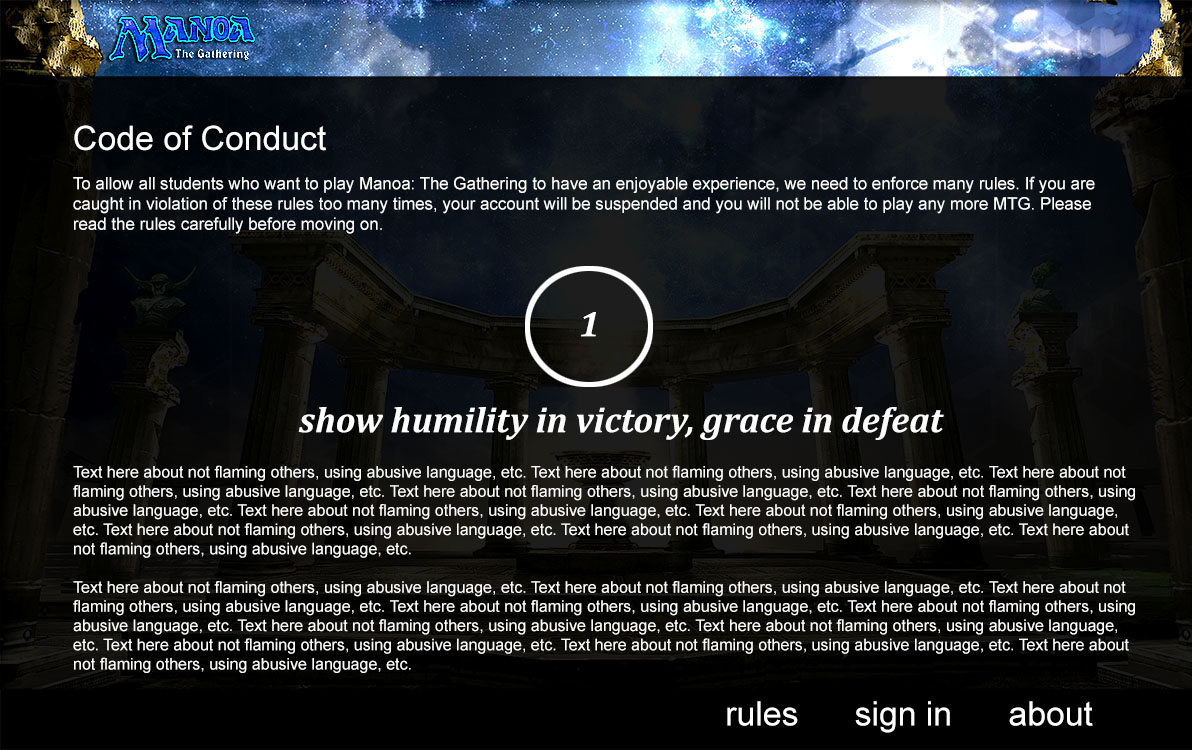 MANOA
The Gathering
Code of Conduct
To allow all students who want to play Manoa: The Gathering to have an enjoyable experience, we need to enforce many rules. If you are
caught in violation of these rules too many times, your account will be suspended and you will not be able to play any more MTG. Please
read the rules carefully before moving on.
1
show humility in victory, grace in defeat
Text here about not flaming others, using abusive language, etc. Text here about not flaming others, using abusive language, etc. Text here about not
flaming others, using abusive language, etc. Text here about not flaming others, using abusive language, etc. Text here about not flaming others, using
abusive language, etc. Text here about not flaming others, using abusive language, etc. Text here about not flaming others, using abusive language,
etc. Text here about not flaming others, using abusive language, etc. Text here about not flaming others, using abusive language, etc. Text here about
not flaming others, using abusive language, etc.
Text here about not flaming others, using abusive language, etc. Text here about not flaming others, using abusive language, etc. Text here about not
flaming others, using abusive language, etc. Text here about not flaming others, using abusive language, etc. Text here about not flaming others, using
abusive language, etc. Text here about not flaming others, using abusive language, etc. Text here about not flaming others, using abusive language,
etc. Text here about not flaming others, using abusive language, etc. Text here about not flaming others, using abusive language, etc. Text here about
not flaming others, using abusive language, etc.
rules sign in about